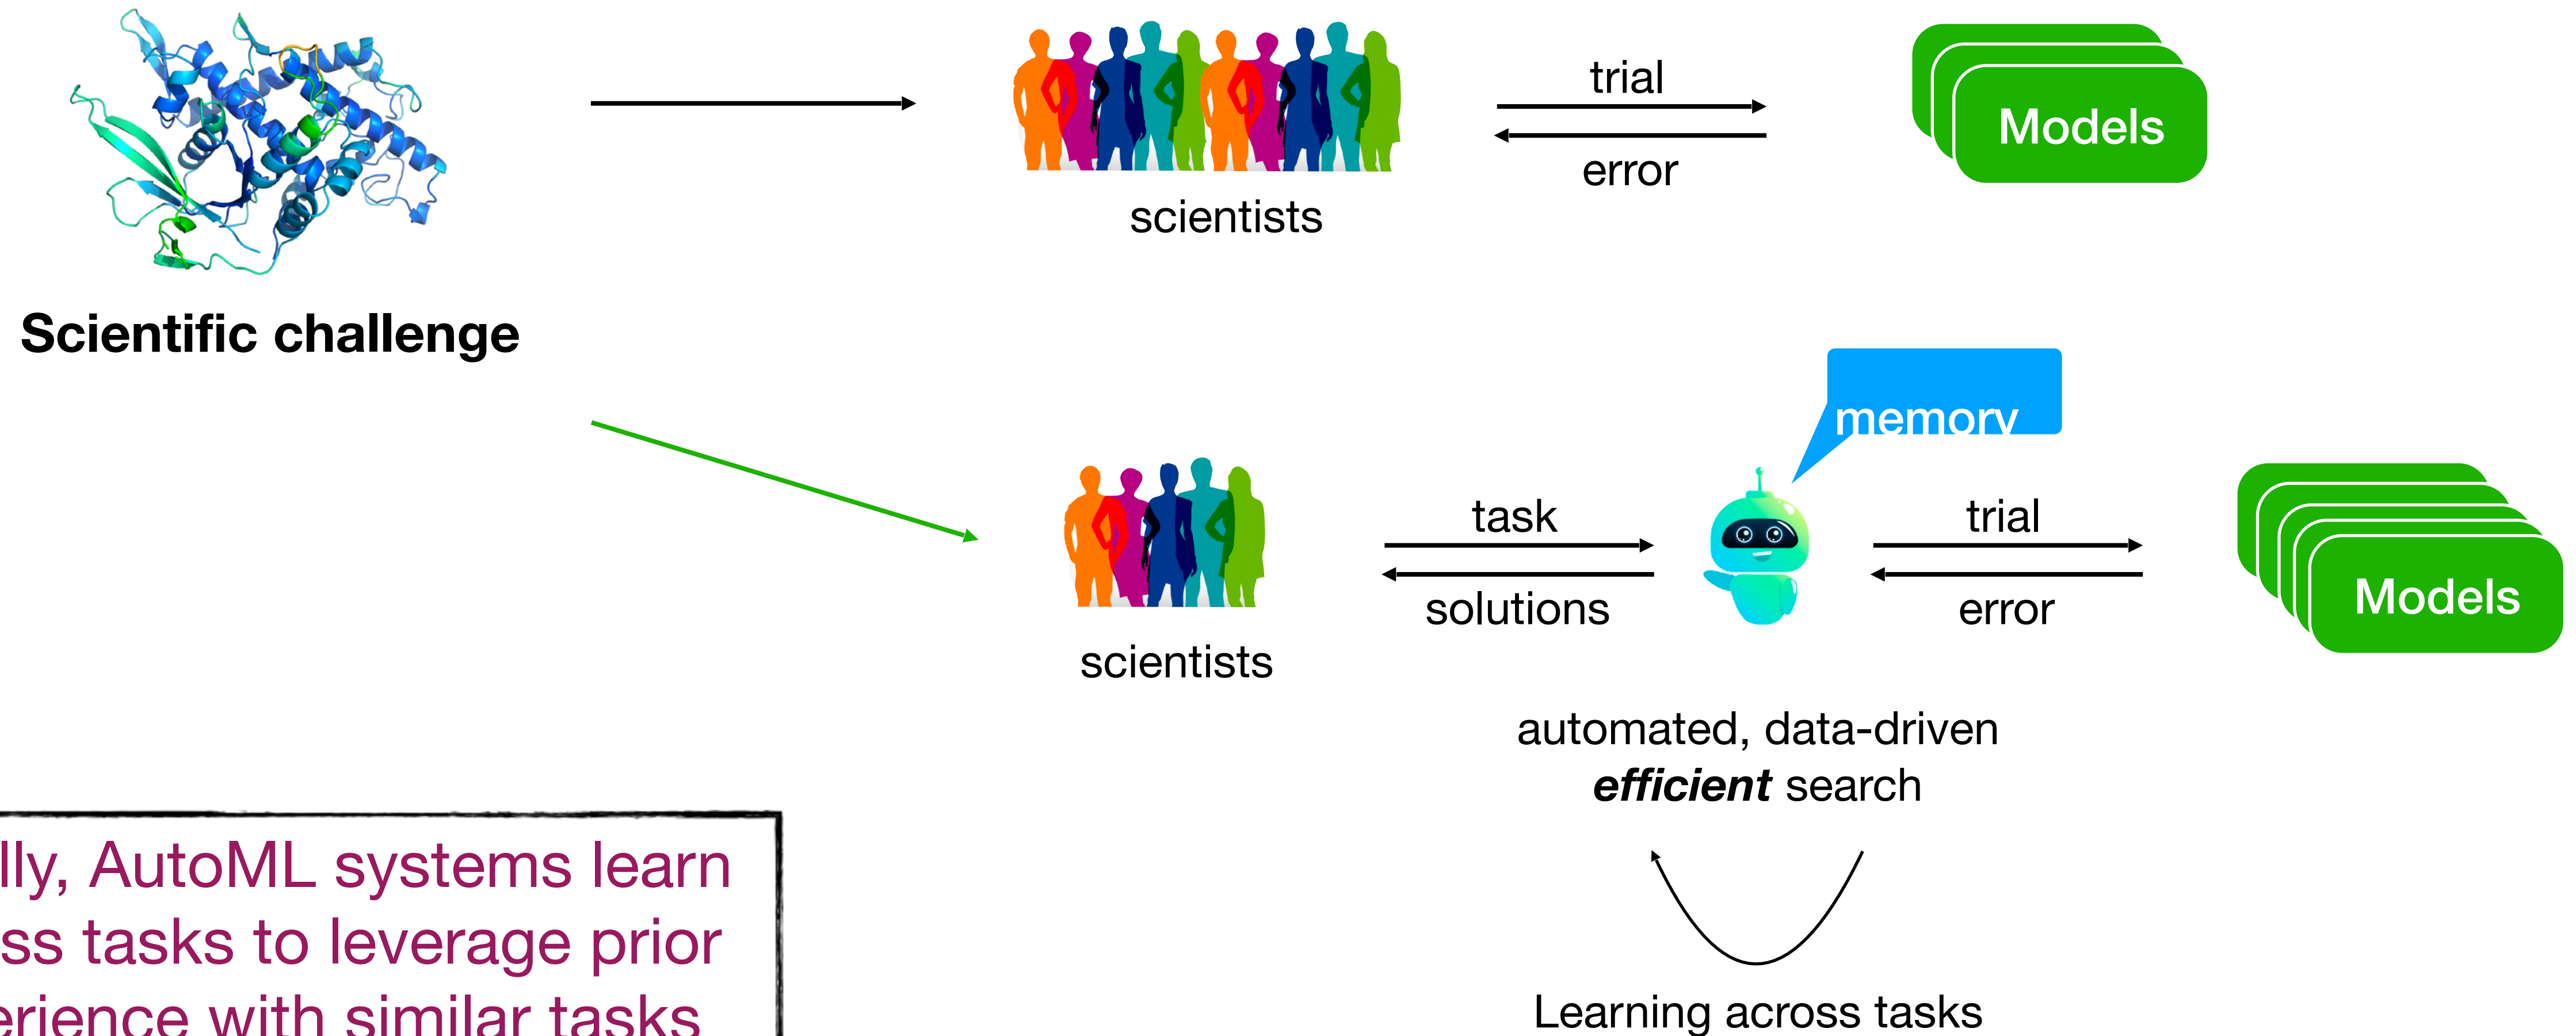 trial
Models
error
scientists
Scientific challenge
memory
task
trial
solutions
error
Models
scientists
automated, data-driven
efficient search
lly, AutoML systems learn
ss tasks to leverage prior
erience with similar tasks
Learning across tasks